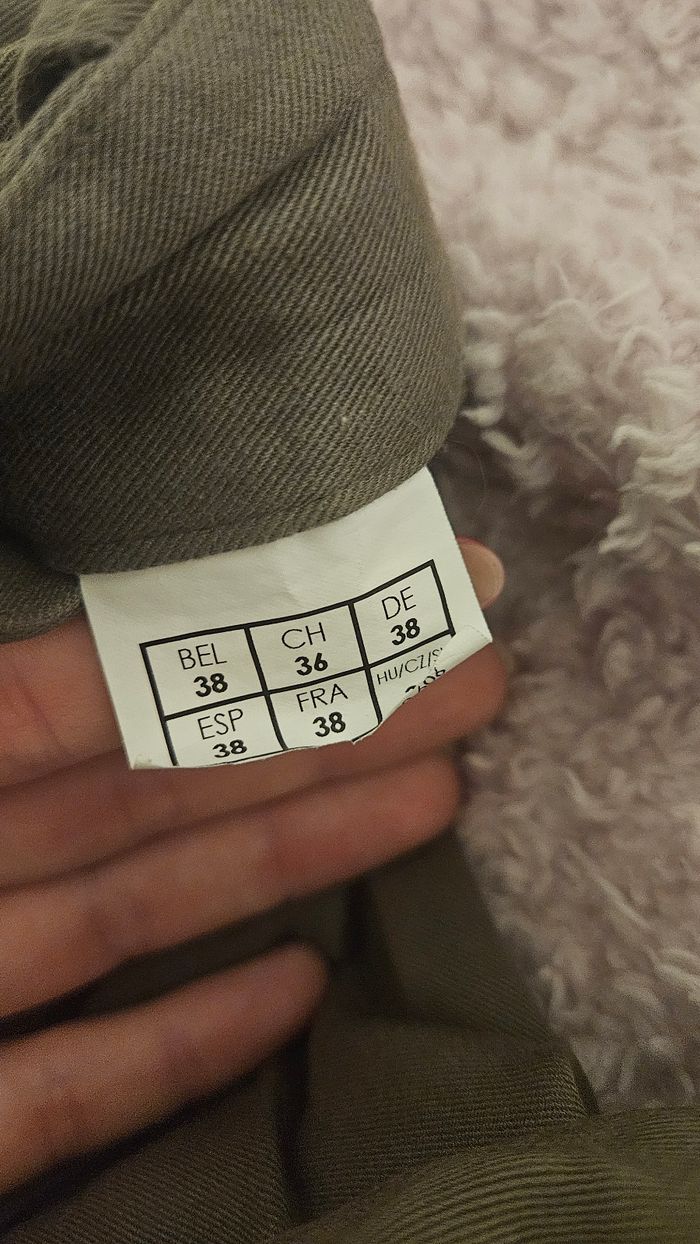 BEL CH DE
38 36 38
ESP FRA HU/CZ/S
38 38